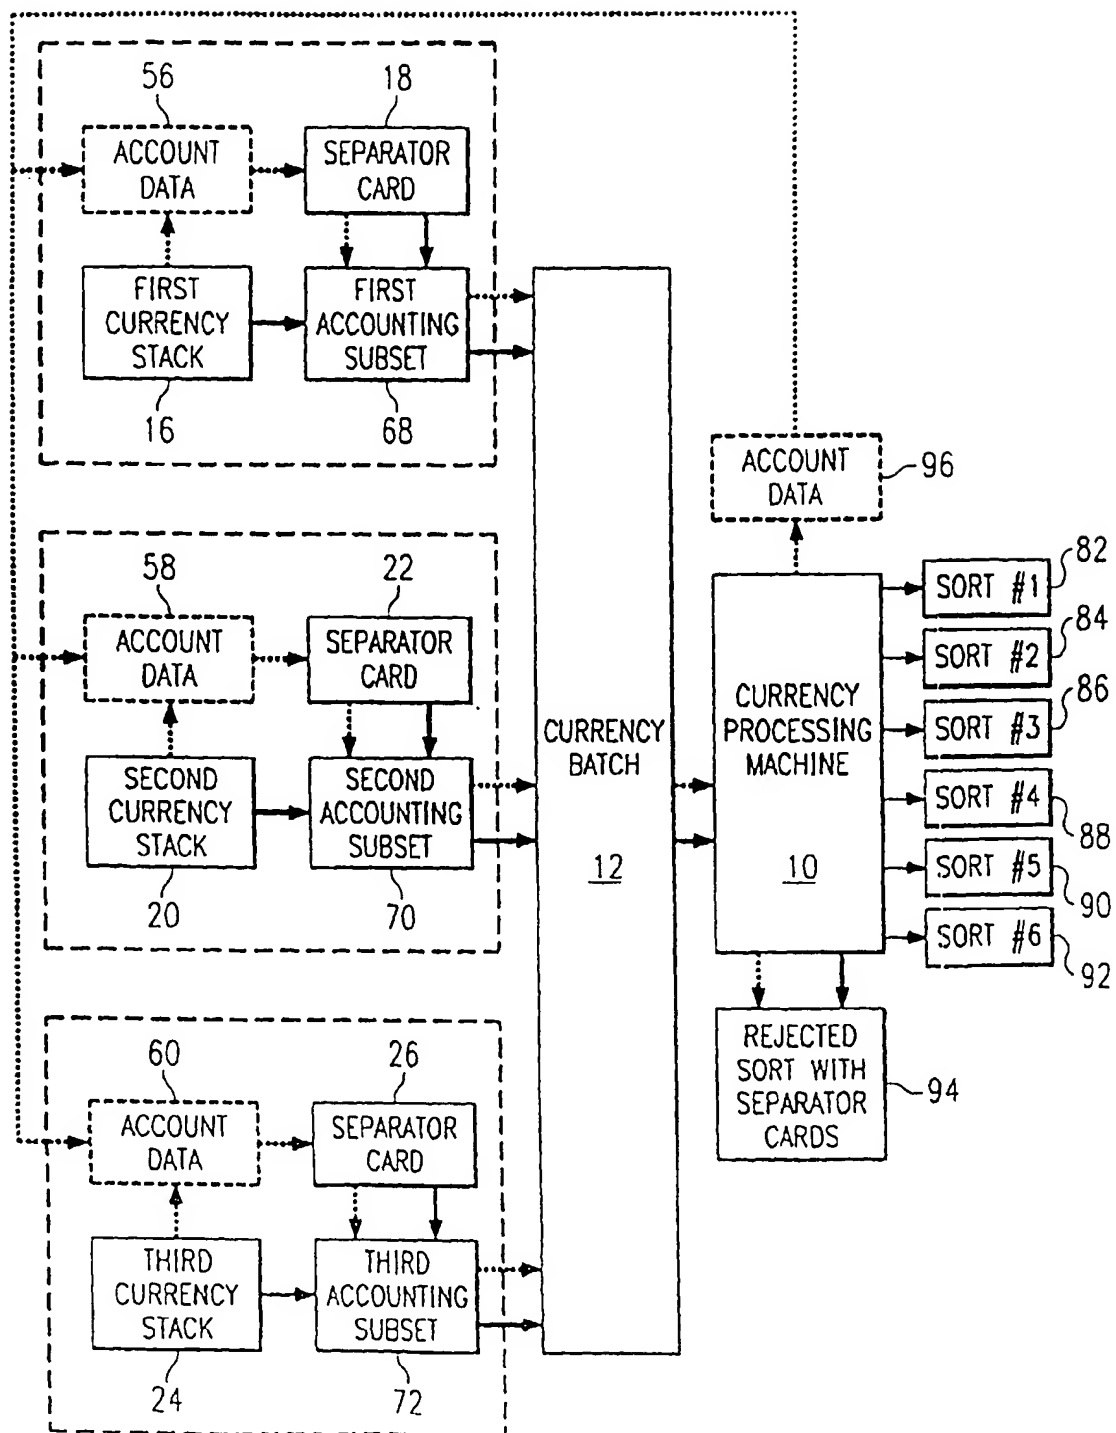 56
18
ACCOUNT
DATA
SEPARATOR
CARD
FIRST
CURRENCY
STACK
FIRST
ACCOUNTING
SUBSET
16
68
58
22
ACCOUNT
DATA
SEPARATOR
CARD
SECOND
CURRENCY
STACK
SECOND
ACCOUNTING
SUBSET
20
70
60
26
ACCOUNT
DATA
SEPARATOR
CARD
THIRD
CURRENCY
STACK
THIRD
ACCOUNTING
SUBSET
24
72
CURRENCY
BATCH
12
ACCOUNT
DATA
96
CURRENCY
PROCESSING
MACHINE
10
SORT #1
82
SORT #2
84
SORT #3
86
SORT #4
88
SORT #5
90
SORT #6
92
REJECTED
SORT WITH
SEPARATOR
CARDS
94